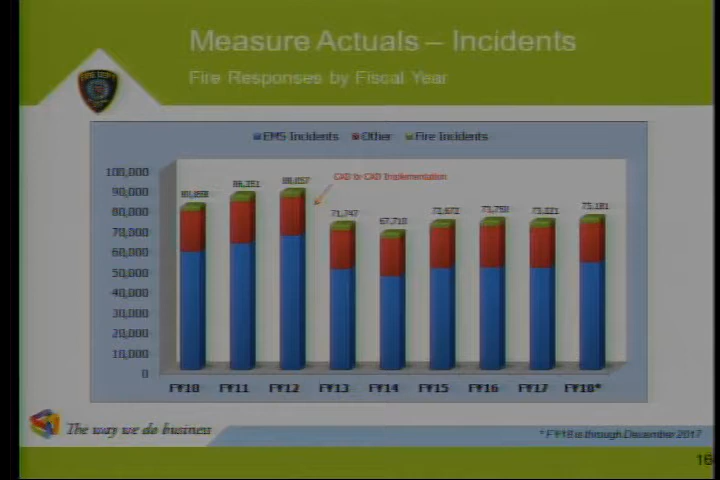 Measure Actuals – Incidents
Fire Responses by Fiscal Year
FIRE DEPT
EMS Incidents Other Fire Incidents
CAD to CAD Implementation
100,000
90,000
80,000
70,000
60,000
50,000
40,000
30,000
20,000
10,000
0
71,747
67,710
FY10 FY11 FY12 FY13 FY14 FY15 FY16 FY17 FY18*
The way we do business
* FY18 is through December 2017
16